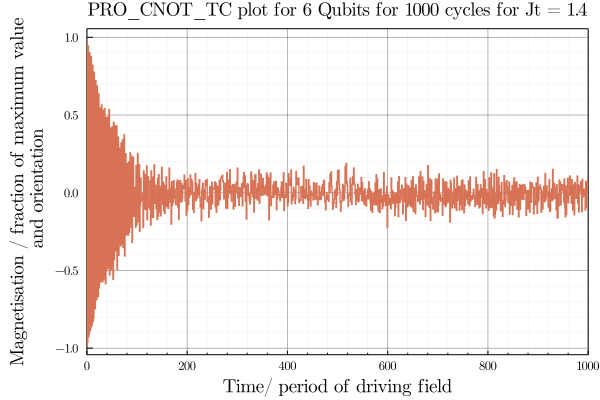 PRO_CNOT_TC plot for 6 Qubits for 1000 cycles for Jt = 1.4
Magnetisation / fraction of maximum value
and orientation
1.0
0.5
0.0
−0.5
−1.0
0 200 400 600 800 1000
Time/ period of driving field